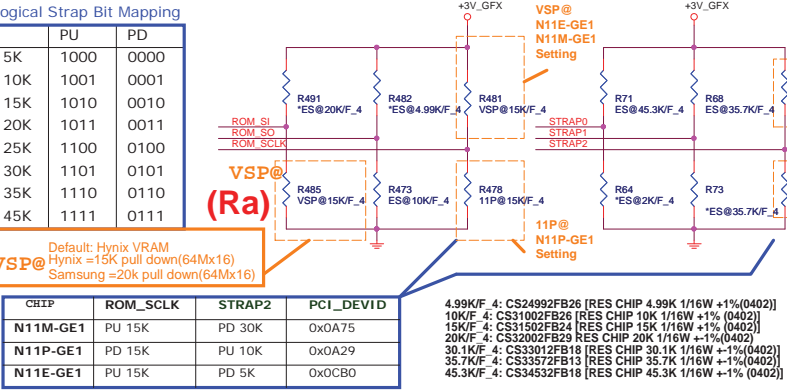 ogical Strap Bit Mapping
PU PD
5K 1000 0000
10K 1001 0001
15K 1010 0010
20K 1011 0011
25K 1100 0100
30K 1101 0101
35K 1110 0110
45K 1111 0111
+3V_GFX
VSP@
N11E-GE1
N11M-GE1
Setting
+3V_GFX
R491
*ES@20K/F_4
R482
*ES@4.99K/F_4
R481
VSP@15K/F_4
R71
ES@45.3K/F_4
R68
ES@35.7K/F_4
ROM_SI
ROM_SO
ROM_SCLK
STRAP0
STRAP1
STRAP2
VSP@
(Ra)
R485
VSP@15K/F_4
R473
ES@10K/F_4
R478
11P@15K/F_4
R64
*ES@2K/F_4
R73
*ES@35.7K/F_4
11P@
N11P-GE1
Setting
VSP@
Default: Hynix VRAM
Hynix =15K pull down(64Mx16)
Samsung =20k pull down(64Mx16)
CHIP ROM_SCLK STRAP2 PCI_DEVID
N11M-GE1 PU 15K PD 30K 0x0A75
N11P-GE1 PD 15K PU 10K 0x0A29
N11E-GE1 PU 15K PD 5K 0x0CB0
4.99K/F_4: CS24992FB26 [RES CHIP 4.99K 1/16W +1%(0402)]
10K/F_4: CS31002FB26 [RES CHIP 10K 1/16W +1% (0402)]
15K/F_4: CS31502FB24 [RES CHIP 15K 1/16W +1% (0402)]
20K/F_4: CS32002FB29 RES CHIP 20K 1/16W +-1%(0402)
30.1K/F_4: CS33012FB18 [RES CHIP 30.1K 1/16W +-1%(0402)]
35.7K/F_4: CS33572FB13 [RES CHIP 35.7K 1/16W +-1%(0402)]
45.3K/F_4: CS34532FB18 [RES CHIP 45.3K 1/16W +-1%(0402)]